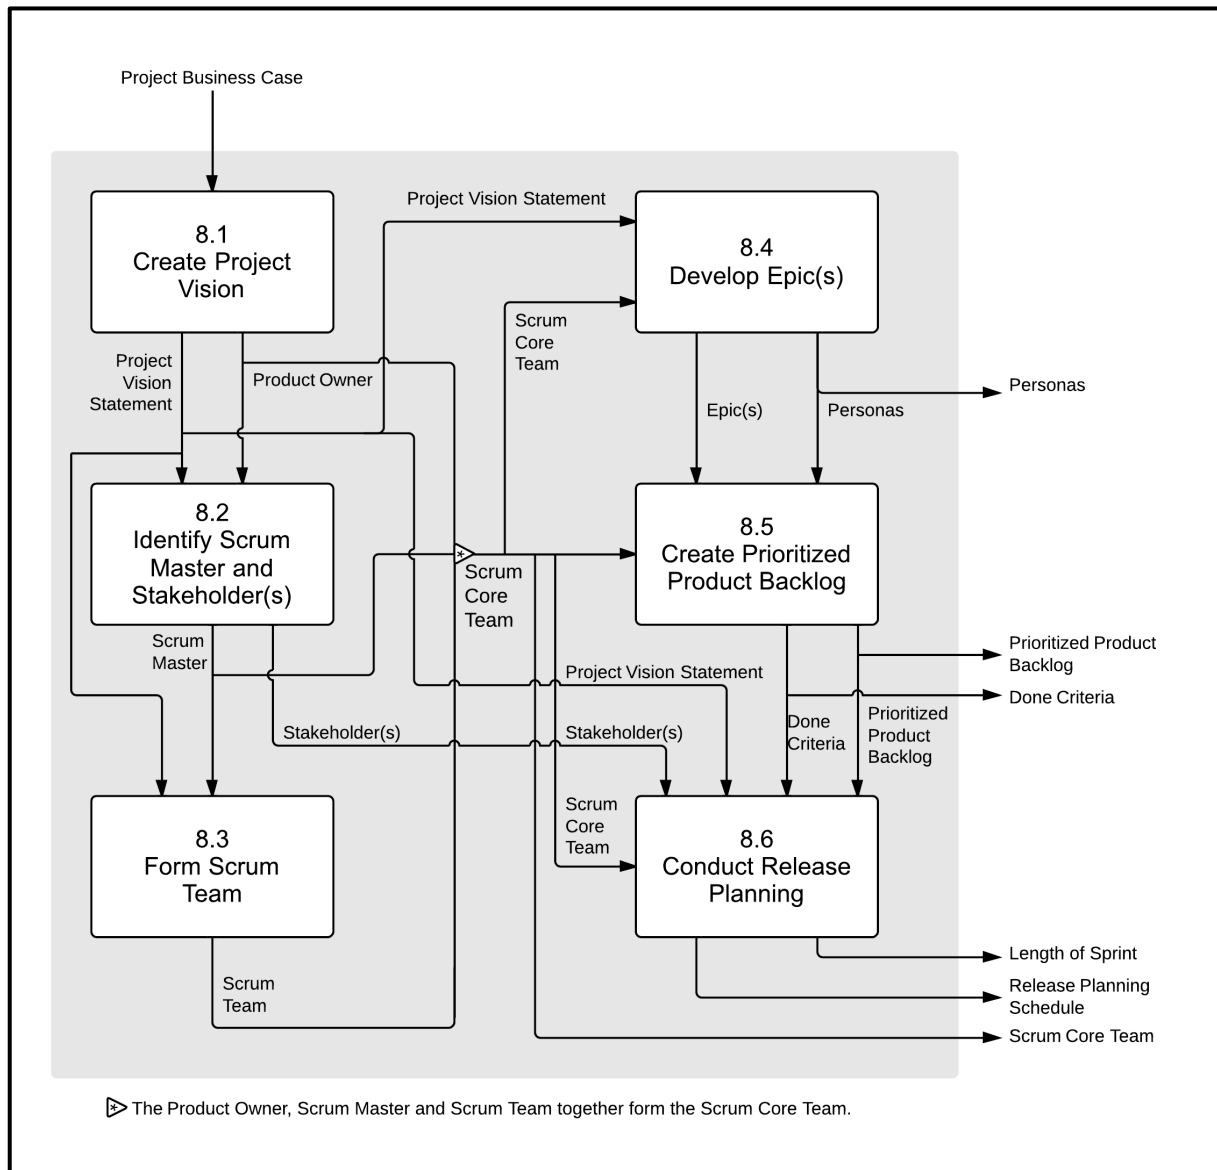 Project Business Case
8.1
Create Project
Vision
Project Vision Statement
8.4
Develop Epic(s)
Project
Vision
Statement
Product Owner
Scrum
Core
Team
Epic(s)
Personas
Personas
8.2
Identify Scrum
Master and
Stakeholder(s)
*
Scrum
Core
Team
8.5
Create Prioritized
Product Backlog
Scrum
Master
Project Vision Statement
Prioritized Product
Backlog
Done Criteria
Stakeholder(s)
Stakeholder(s)
Done
Criteria
Prioritized
Product
Backlog
8.3
Form Scrum
Team
Scrum
Core
Team
8.6
Conduct Release
Planning
Scrum
Team
Length of Sprint
Release Planning
Schedule
Scrum Core Team
* The Product Owner, Scrum Master and Scrum Team together form the Scrum Core Team.